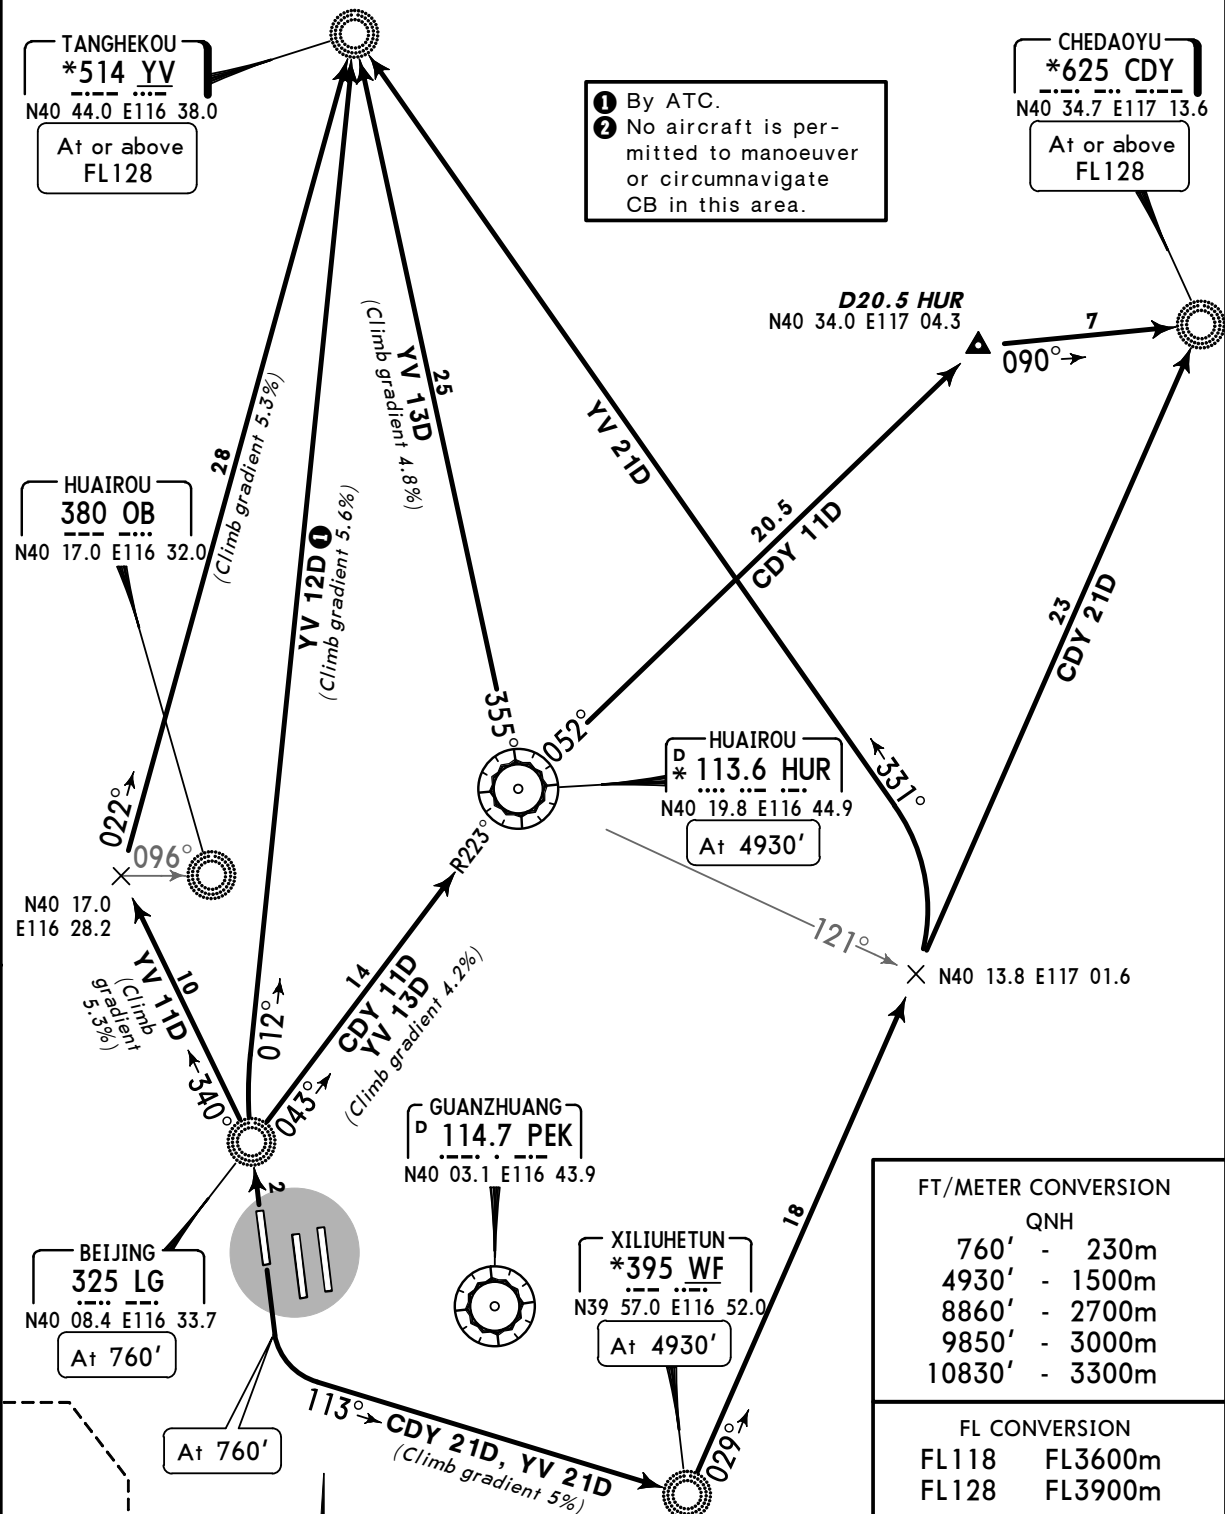 TANGHEKOU
*514 YV
N40 44.0 E116 38.0
At or above
FL128
❶ By ATC.
❷ No aircraft is per-
mitted to manoeuver
or circumnavigate
CB in this area.
CHEDAOYU
*625 CDY
N40 34.7 E117 13.6
At or above
FL128
D20.5 HUR
N40 34.0 E117 04.3
7
090°
28
(Climb gradient 5.3%)
YV 12D❶
(Climb gradient 5.6%)
25
YV 13D
(Climb gradient 4.8%)
YV 21D
20.5
CDY 11D
23
CDY 21D
HUAIROU
380 OB
N40 17.0 E116 32.0
355°
052°
HUAIROU
D
* 113.6 HUR
N40 19.8 E116 44.9
At 4930'
331°
022°
096°
N40 17.0
E116 28.2
R223°
121°
N40 13.8 E117 01.6
10
YV 11D
(Climb
gradient
5.3%)
340°
012°
043°
14
CDY 11D
YV 13D
(Climb gradient 4.2%)
GUANZHUANG
D 114.7 PEK
N40 03.1 E116 43.9
2
BEIJING
325 LG
N40 08.4 E116 33.7
At 760'
At 760'
XILIUHETUN
*395 WF
N39 57.0 E116 52.0
At 4930'
18
029°
113°
CDY 21D, YV 21D
(Climb gradient 5%)
FT/METER CONVERSION
QNH
760' - 230m
4930' - 1500m
8860' - 2700m
9850' - 3000m
10830' - 3300m
FL CONVERSION
FL118 FL3600m
FL128 FL3900m